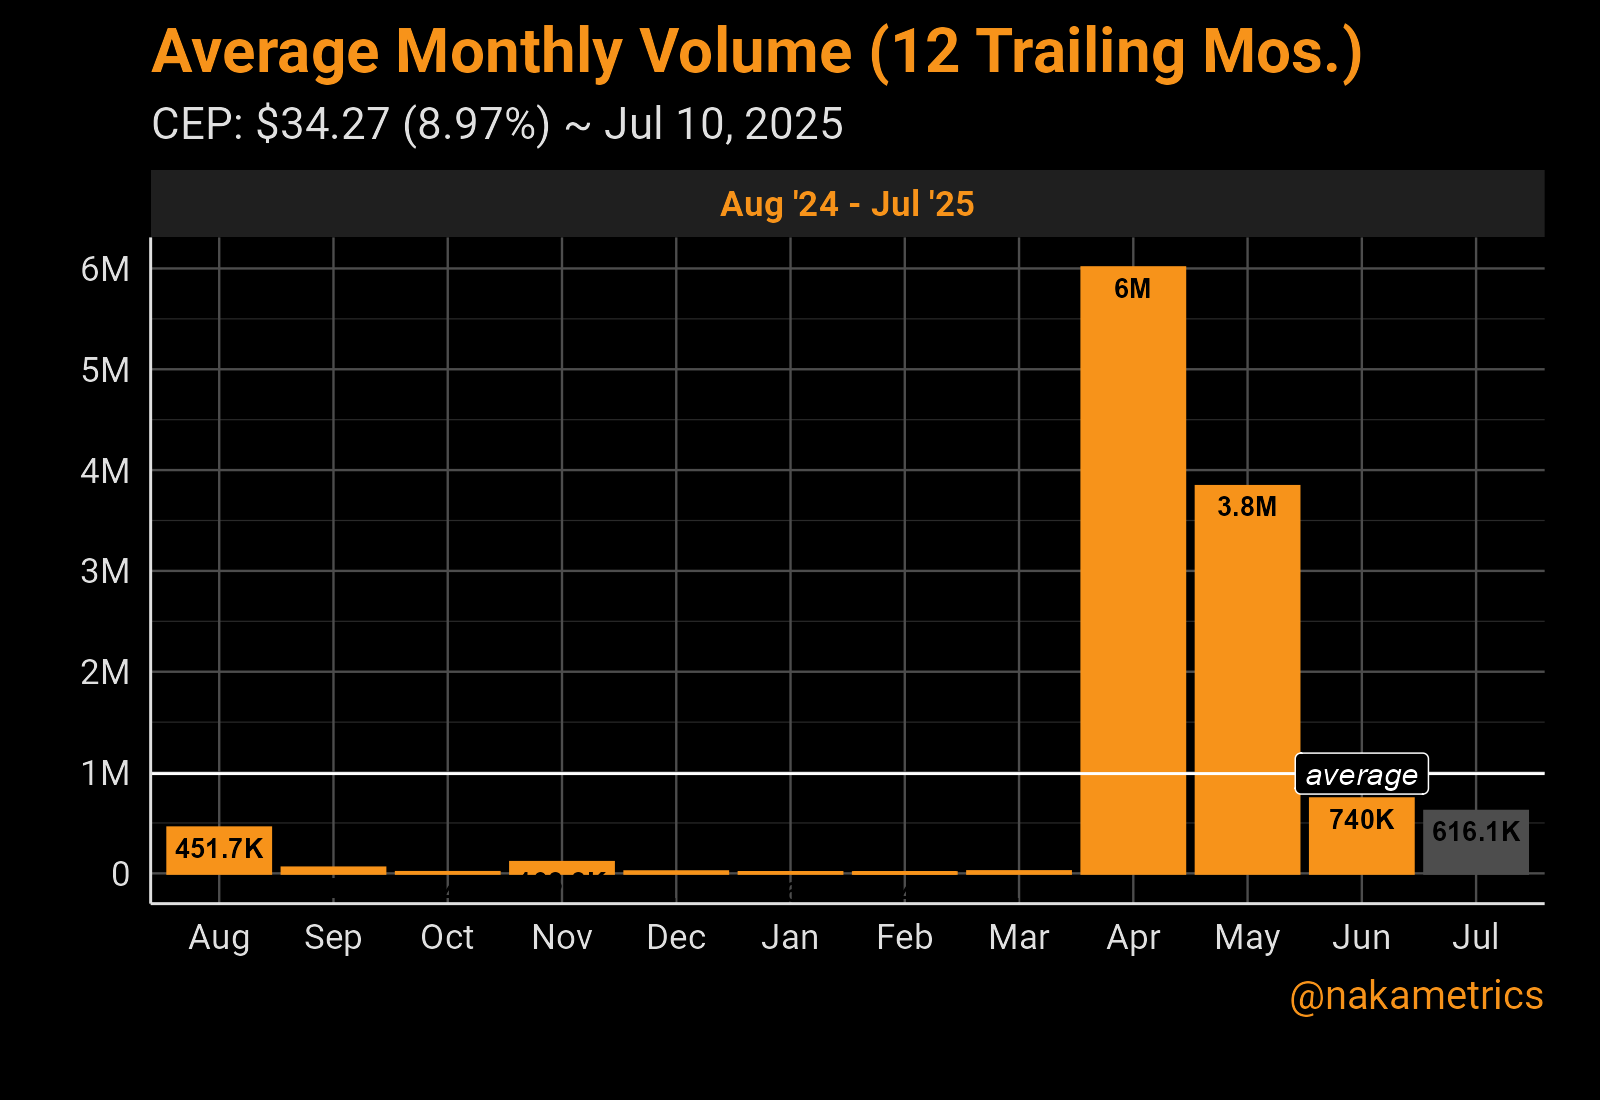 Average Monthly Volume (12 Trailing Mos.)
CEP: $34.27 (8.97%) ~ Jul 10, 2025
Aug '24 - Jul '25
6M
5M
4M
3M
2M
1M
0
451.7K
6M
3.8M
average
740K
616.1K
Aug Sep Oct Nov Dec Jan Feb Mar Apr May Jun Jul
@nakametrics